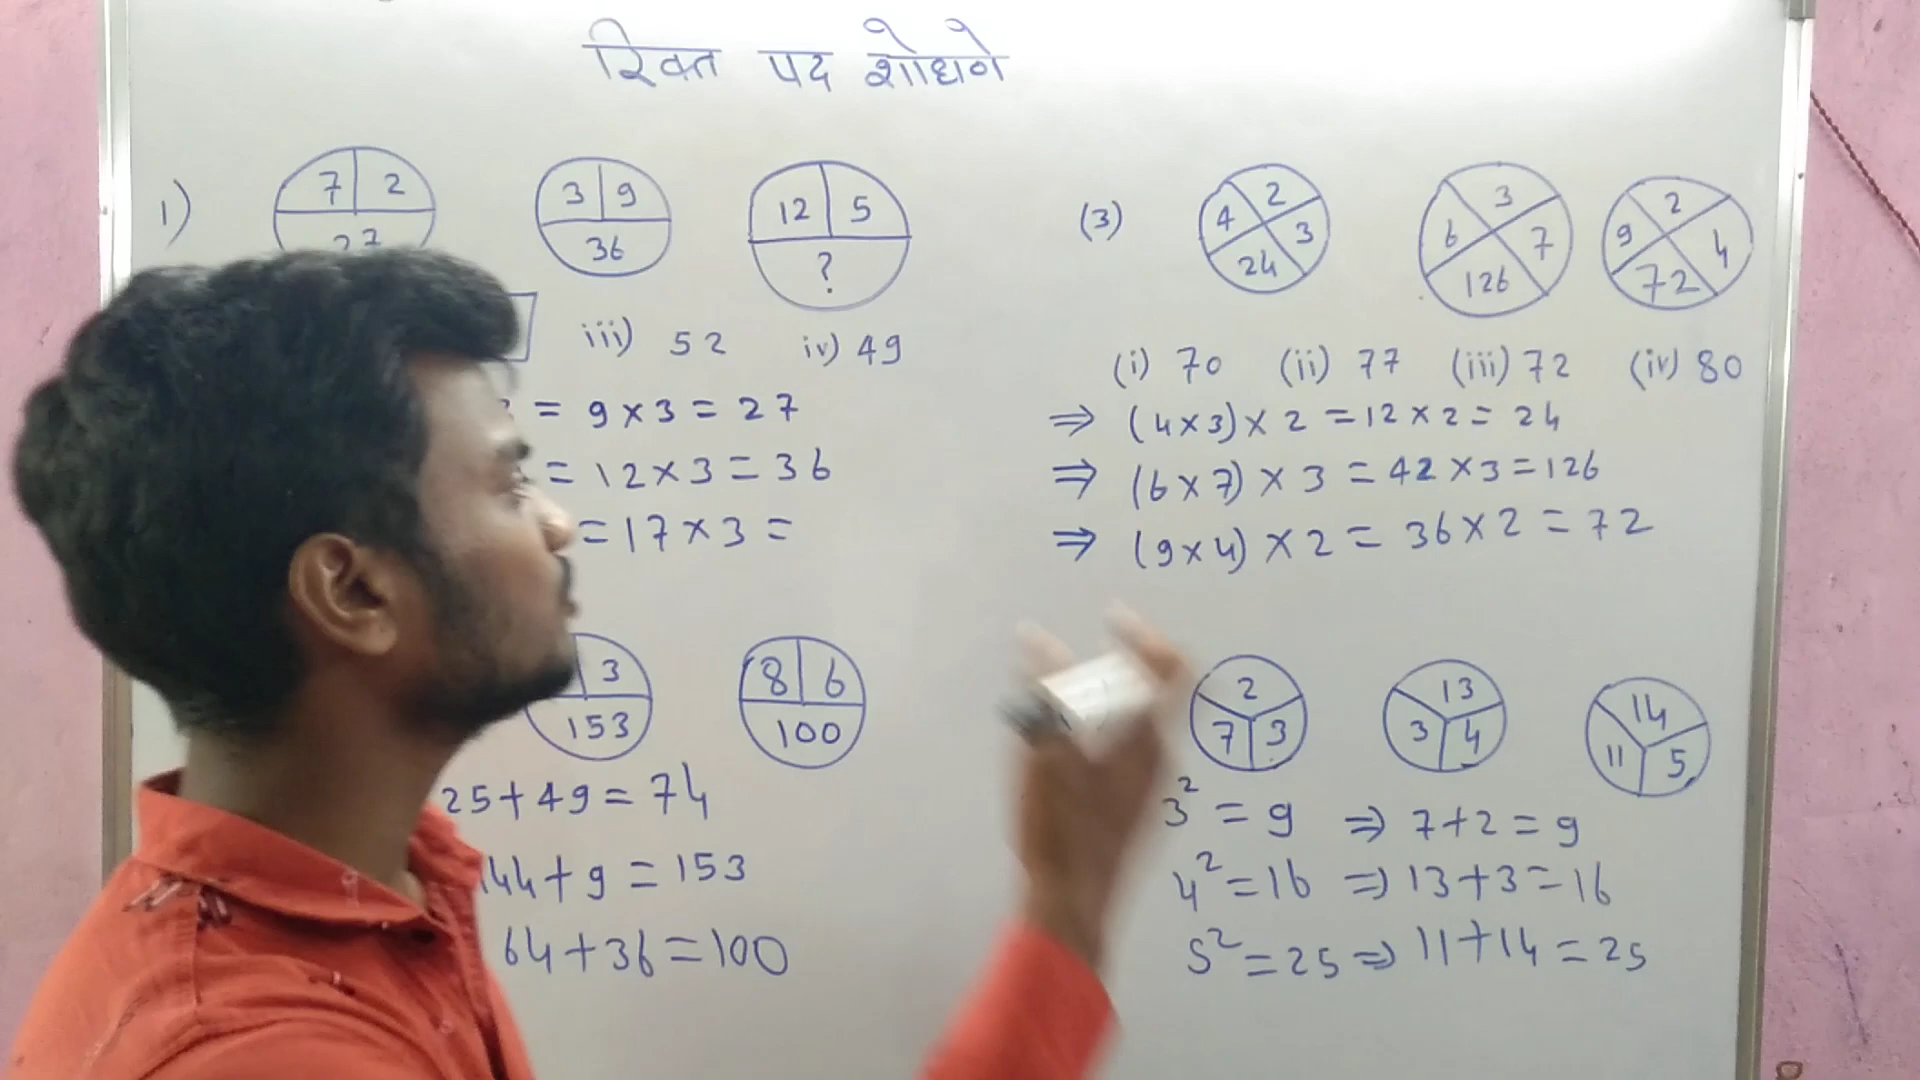 रिक्त पद शोधणे
1) 7 2 27 3 9 36 12 5 ?
iii) 52 iv) 49
= 9 × 3 = 27
= 12 × 3 = 36
= 17 × 3 =
3 153 8 6 100
25 + 49 = 74
144 + 9 = 153
64 + 36 = 100
(3) 4 2 3 24 6 3 7 126 9 2 4 72
(i) 70 (ii) 77 (iii) 72 (iv) 80
⇒ (4×3) × 2 = 12 × 2 = 24
⇒ (6 × 7) × 3 = 42 × 3 = 126
⇒ (9 × 4) × 2 = 36 × 2 = 72
2 7 3 13 3 4 14 11 5
3² = 9 ⇒ 7 + 2 = 9
4² = 16 ⇒ 13 + 3 = 16
5² = 25 ⇒ 11 + 14 = 25